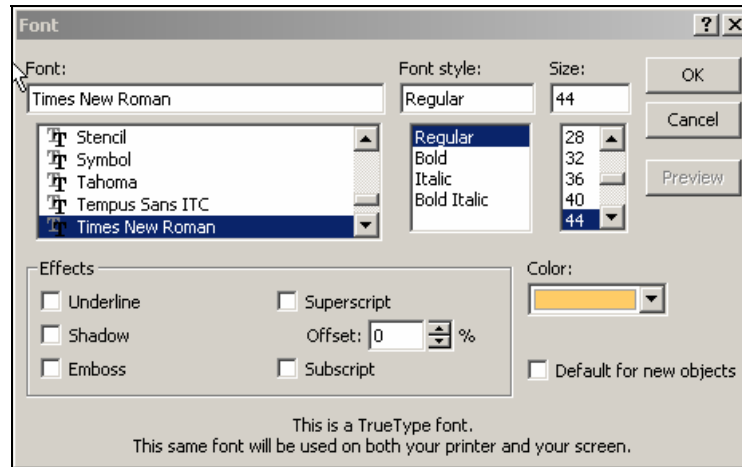 Font
Font: Font style: Size:
Times New Roman Regular 44
OK
Cancel
Preview
Stencil
Symbol
Tahoma
Tempus Sans ITC
Times New Roman
Regular
Bold
Italic
Bold Italic
28
32
36
40
44
Effects
Underline
Shadow
Emboss
Superscript
Offset: 0 %
Subscript
Color:
Default for new objects
This is a TrueType font.
This same font will be used on both your printer and your screen.